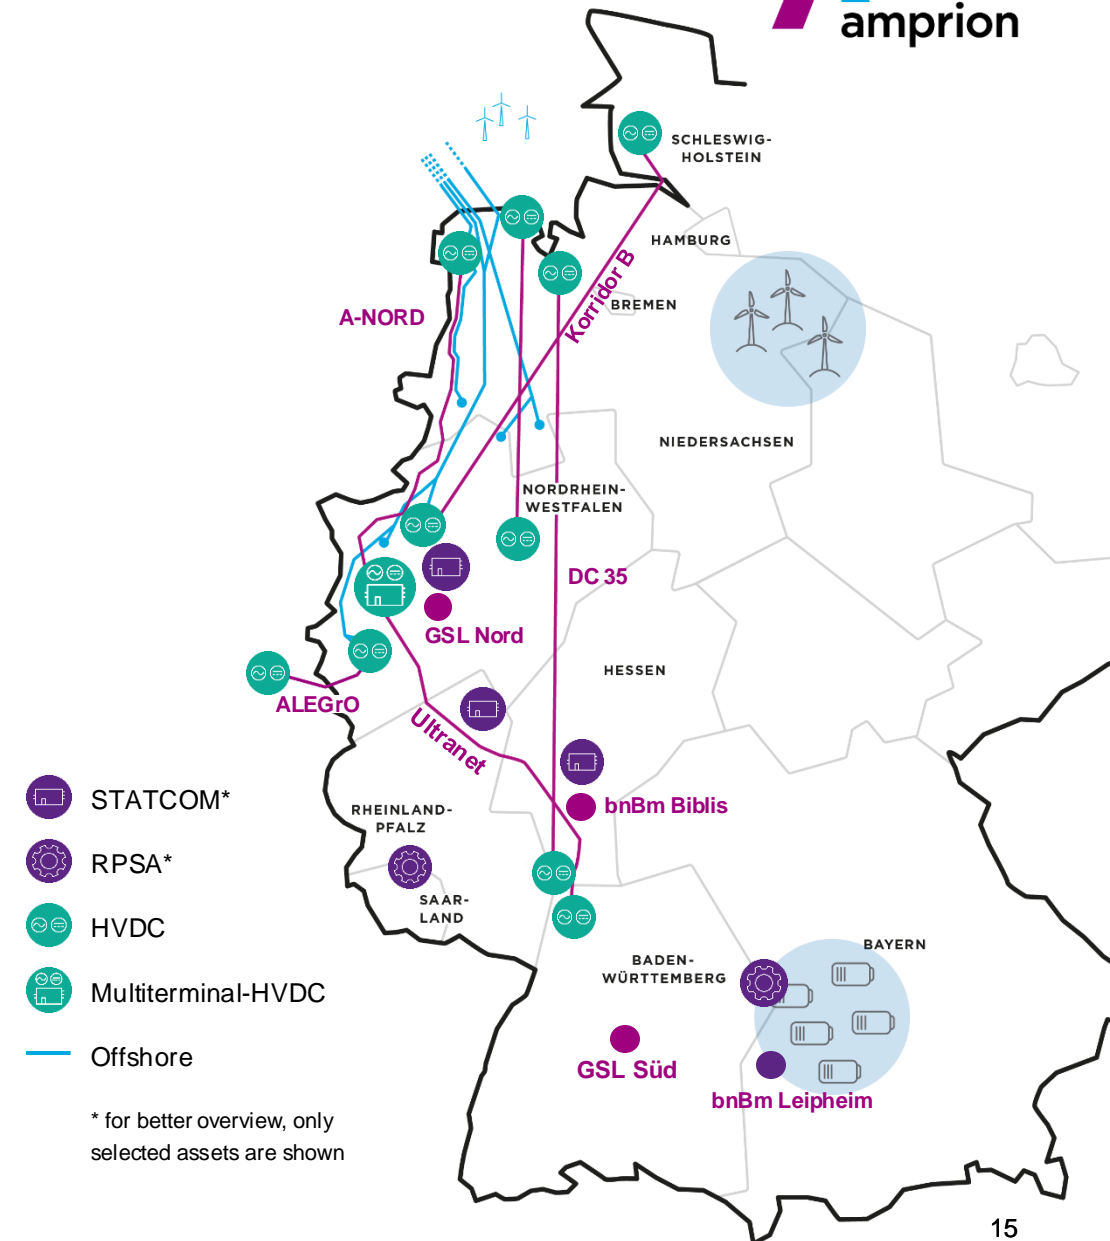 amprion
SCHLESWIG-
HOLSTEIN
HAMBURG
Korridor B
BREMEN
A-NORD
NIEDERSACHSEN
NORDRHEIN-
WESTFALEN
DC 35
GSL Nord
HESSEN
ALEGrO
Ultranet
STATCOM*
RPSA*
HVDC
Multiterminal-HVDC
Offshore
* for better overview, only
selected assets are shown
RHEINLAND-
PFALZ
bnBm Biblis
SAAR-
LAND
BADEN-
WÜRTTEMBERG
BAYERN
GSL Süd
bnBm Leipheim
15